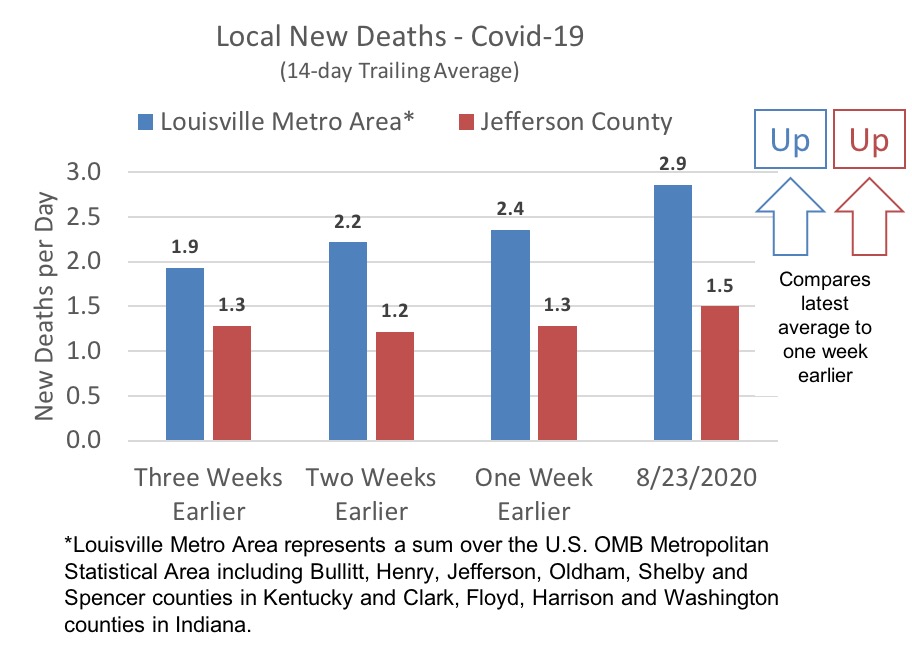 Local New Deaths - Covid-19
(14-day Trailing Average)
Louisville Metro Area*
Jefferson County
Up
Up
Compares
latest
average to
one week
earlier
New Deaths per Day
3.0
2.5
2.0
1.5
1.0
0.5
0.0
1.9
1.3
2.2
1.2
2.4
1.3
2.9
1.5
Three Weeks
Earlier
Two Weeks
Earlier
One Week
Earlier
8/23/2020
*Louisville Metro Area represents a sum over the U.S. OMB Metropolitan
Statistical Area including Bullitt, Henry, Jefferson, Oldham, Shelby and
Spencer counties in Kentucky and Clark, Floyd, Harrison and Washington
counties in Indiana.